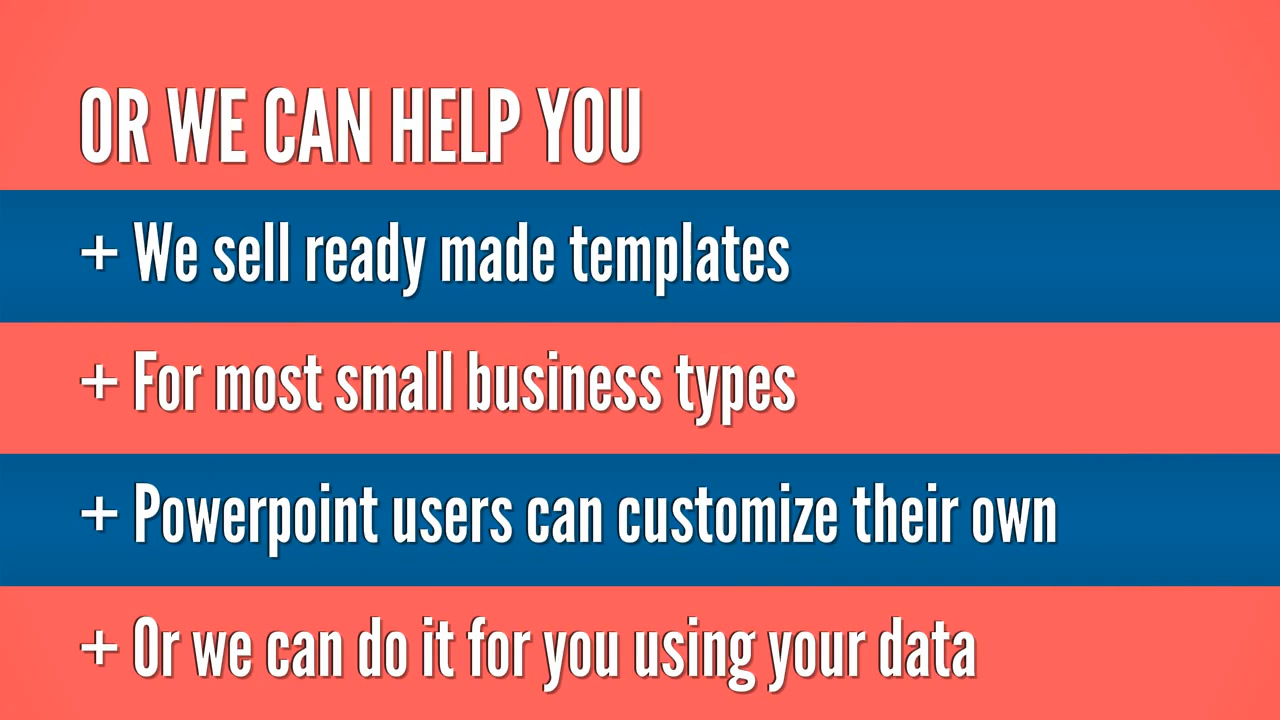 OR WE CAN HELP YOU
+ We sell ready made templates
+ For most small business types
+ Powerpoint users can customize their own
+ Or we can do it for you using your data